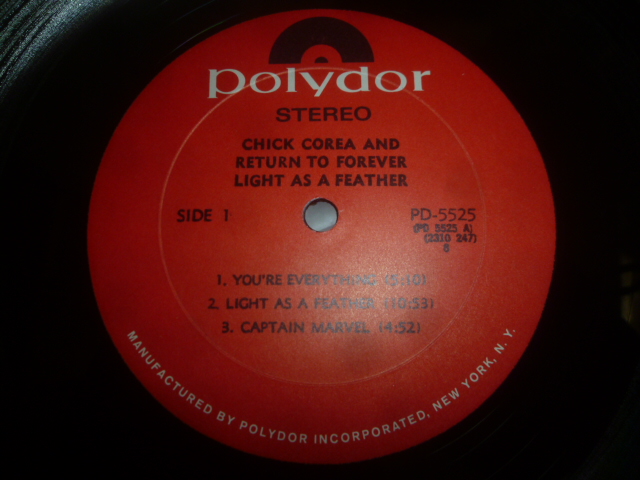 polydor
STEREO
CHICK COREA AND
RETURN TO FOREVER
LIGHT AS A FEATHER
SIDE 1
PD-5525
(PD 5525 A)
(2310 247)
S
1. YOU'RE EVERYTHING (5:10)
2. LIGHT AS A FEATHER (10:53)
3. CAPTAIN MARVEL (4:52)
MANUFACTURED BY POLYDOR INCORPORATED, NEW YORK, N. Y.